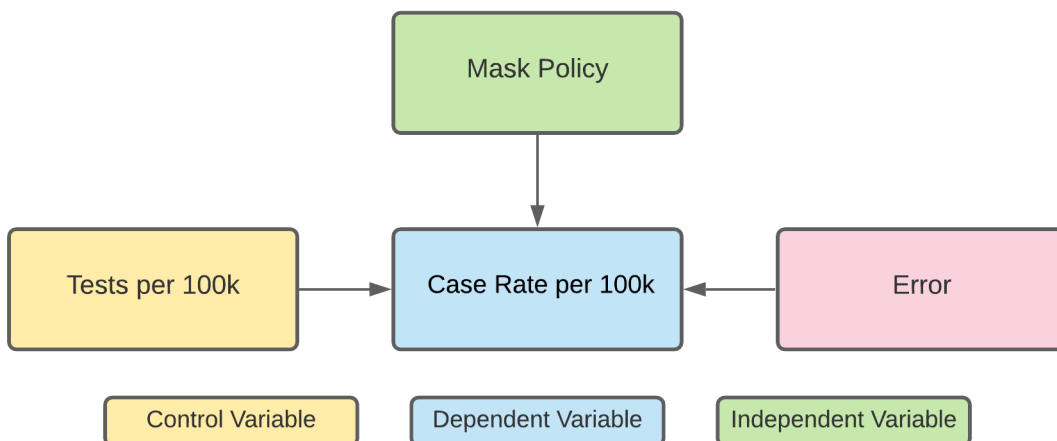 Mask Policy
Tests per 100k
Case Rate per 100k
Error
Control Variable
Dependent Variable
Independent Variable